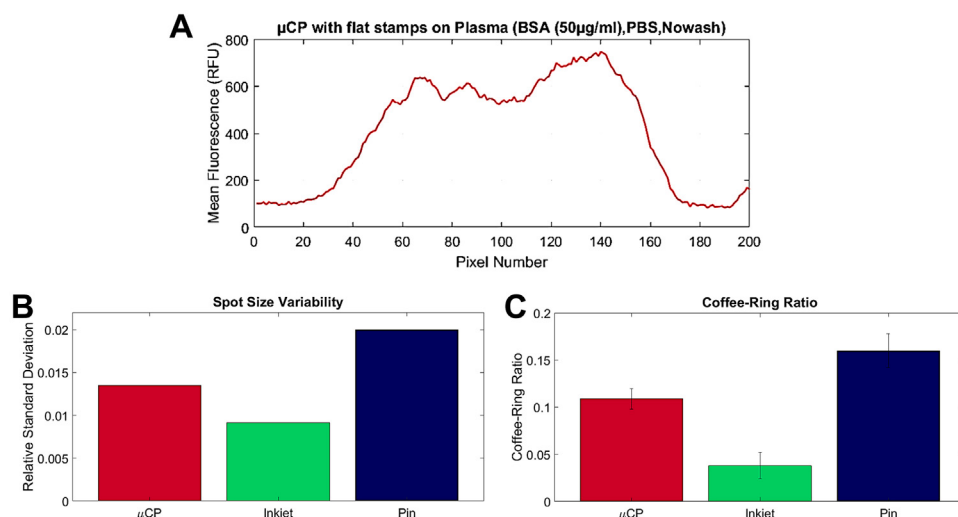 A
µCP with flat stamps on Plasma (BSA (50µg/ml),PBS,Nowash)
Mean Fluorescence (RFU)
800
600
400
200
0
0 20 40 60 80 100 120 140 160 180 200
Pixel Number
B
Spot Size Variability
Relative Standard Deviation
0.02
0.015
0.01
0.005
0
µCP Inkjet Pin
C
Coffee-Ring Ratio
Coffee-Ring Ratio
0.2
0.15
0.1
0.05
0
µCP Inkjet Pin